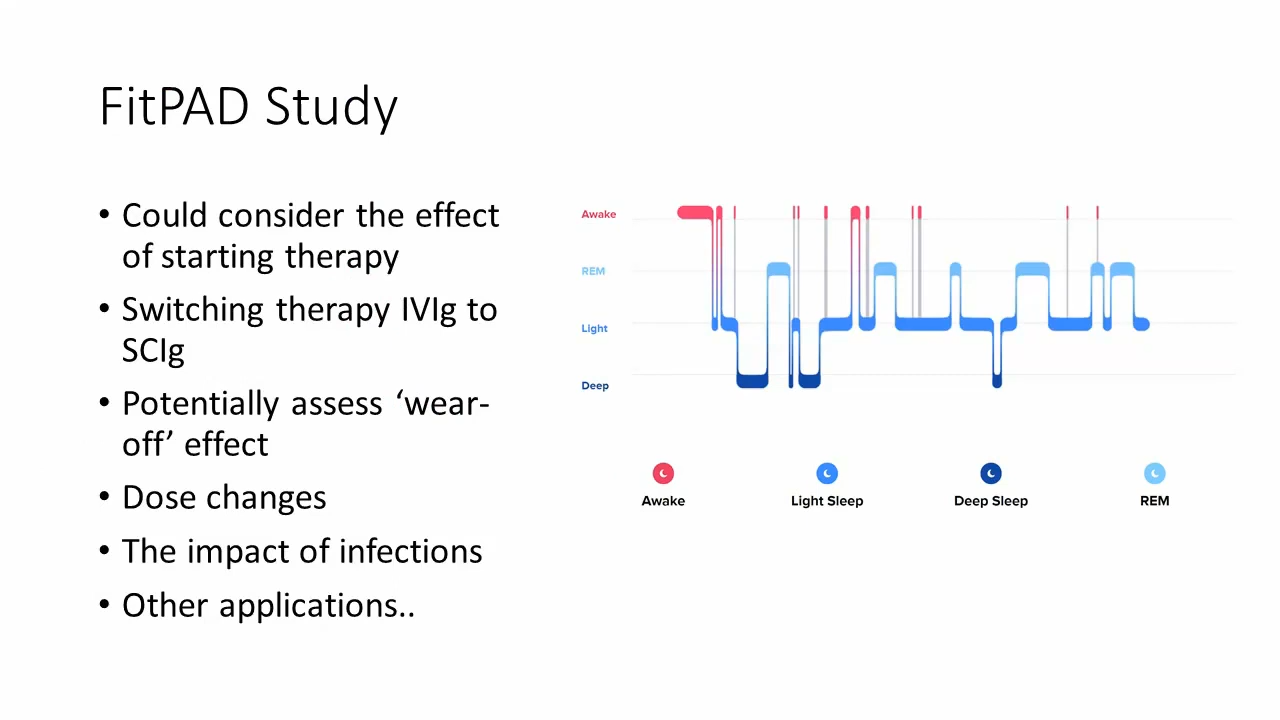 FitPAD Study
• Could consider the effect
of starting therapy
• Switching therapy IVIg to
SCIg
• Potentially assess ‘wear-
off’ effect
• Dose changes
• The impact of infections
• Other applications..
Awake
REM
Light
Deep
Awake
Light Sleep
Deep Sleep
REM